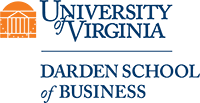 UNIVERSITY
of VIRGINIA
DARDEN SCHOOL
of BUSINESS